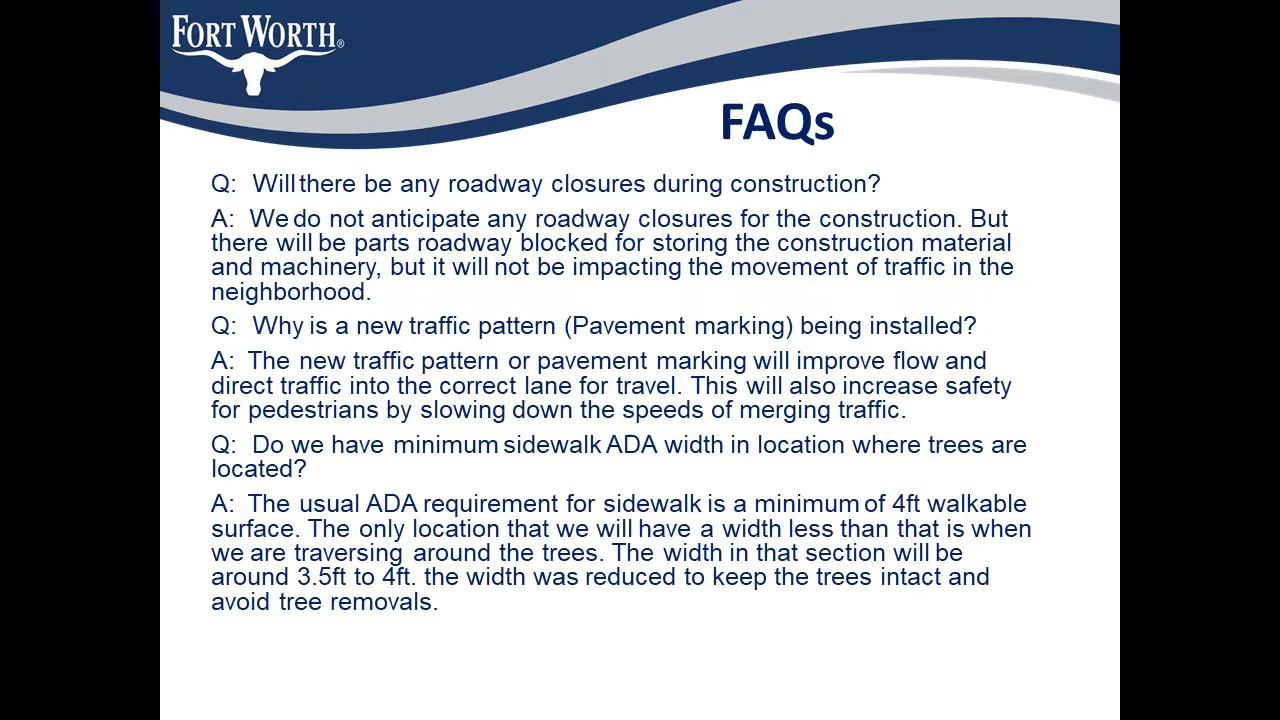 FORT WORTH®
FAQs
Q: Will there be any roadway closures during construction?
A: We do not anticipate any roadway closures for the construction. But
there will be parts roadway blocked for storing the construction material
and machinery, but it will not be impacting the movement of traffic in the
neighborhood.
Q: Why is a new traffic pattern (Pavement marking) being installed?
A: The new traffic pattern or pavement marking will improve flow and
direct traffic into the correct lane for travel. This will also increase safety
for pedestrians by slowing down the speeds of merging traffic.
Q: Do we have minimum sidewalk ADA width in location where trees are
located?
A: The usual ADA requirement for sidewalk is a minimum of 4ft walkable
surface. The only location that we will have a width less than that is when
we are traversing around the trees. The width in that section will be
around 3.5ft to 4ft. the width was reduced to keep the trees intact and
avoid tree removals.